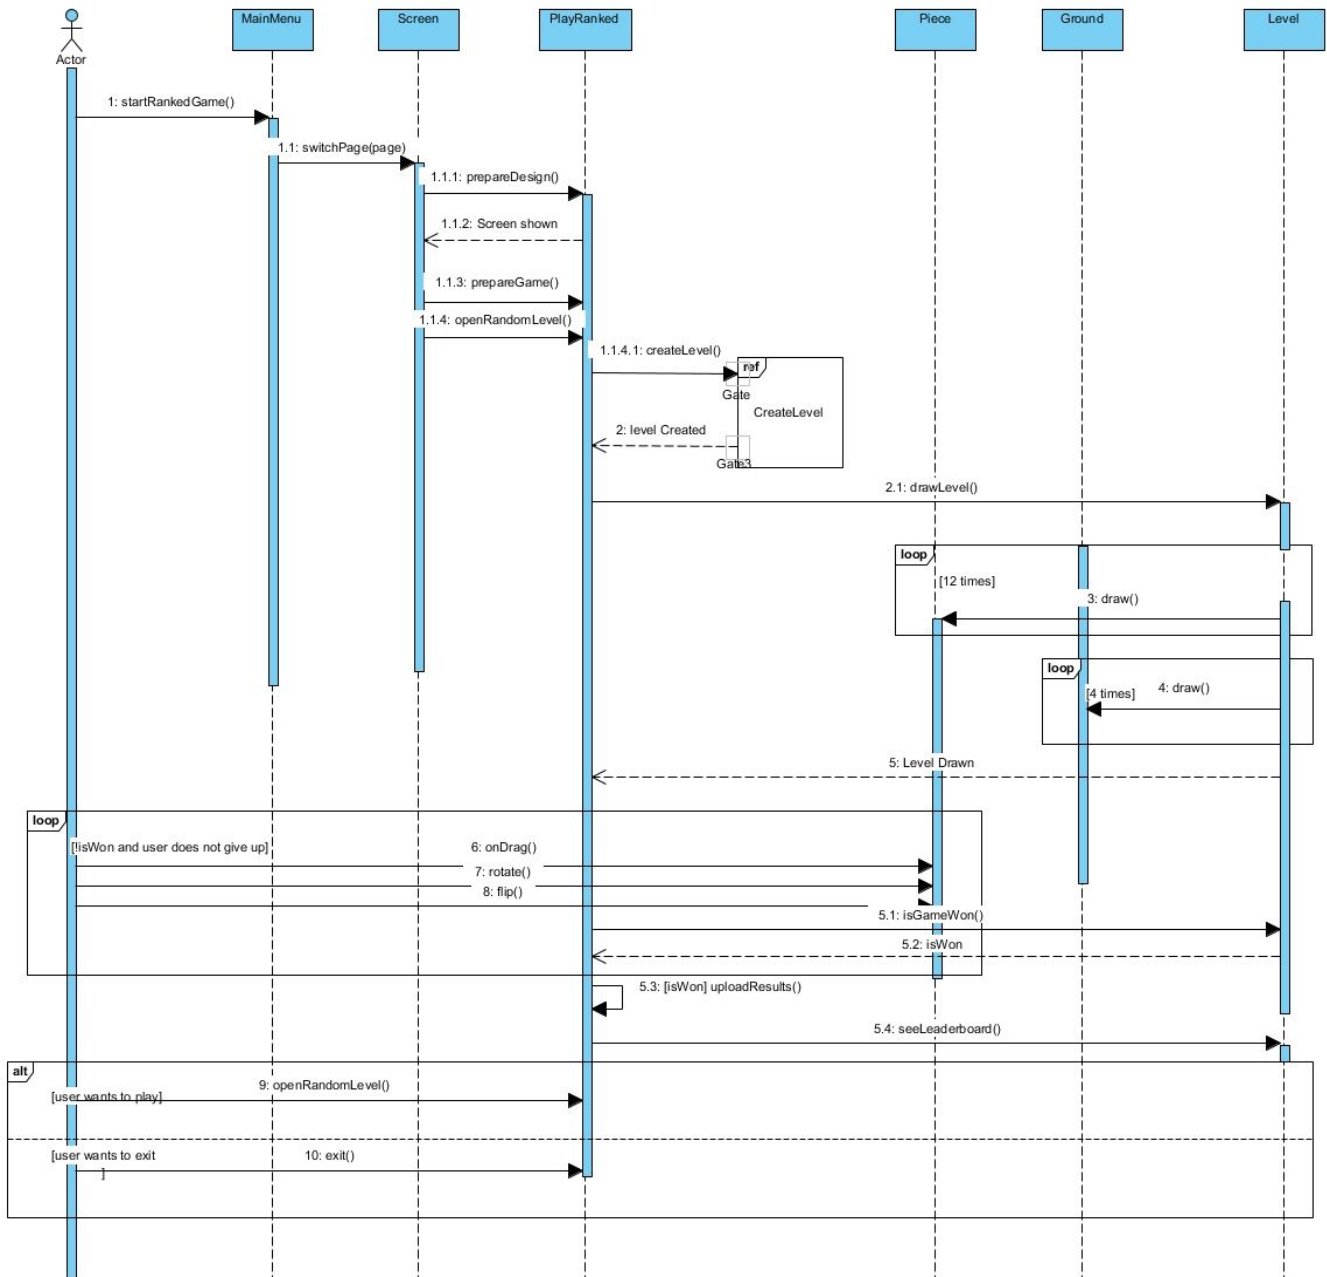 MainMenu
Screen
PlayRanked
Piece
Ground
Level
Actor
1: startRankedGame()
1.1: switchPage(page)
1.1.1: prepareDesign()
1.1.2: Screen shown
1.1.3: prepareGame()
1.1.4: openRandomLevel()
1.1.4.1: createLevel()
ref
Gate
CreateLevel
2: level Created
Gate3
2.1: drawLevel()
loop
[12 times]
3: draw()
loop
[4 times]
4: draw()
5: Level Drawn
loop
[!isWon and user does not give up]
6: onDrag()
7: rotate()
8: flip()
5.1: isGameWon()
5.2: isWon
5.3: [isWon] uploadResults()
5.4: seeLeaderboard()
alt
9: openRandomLevel()
[user wants to play]
[user wants to exit
]
10: exit()